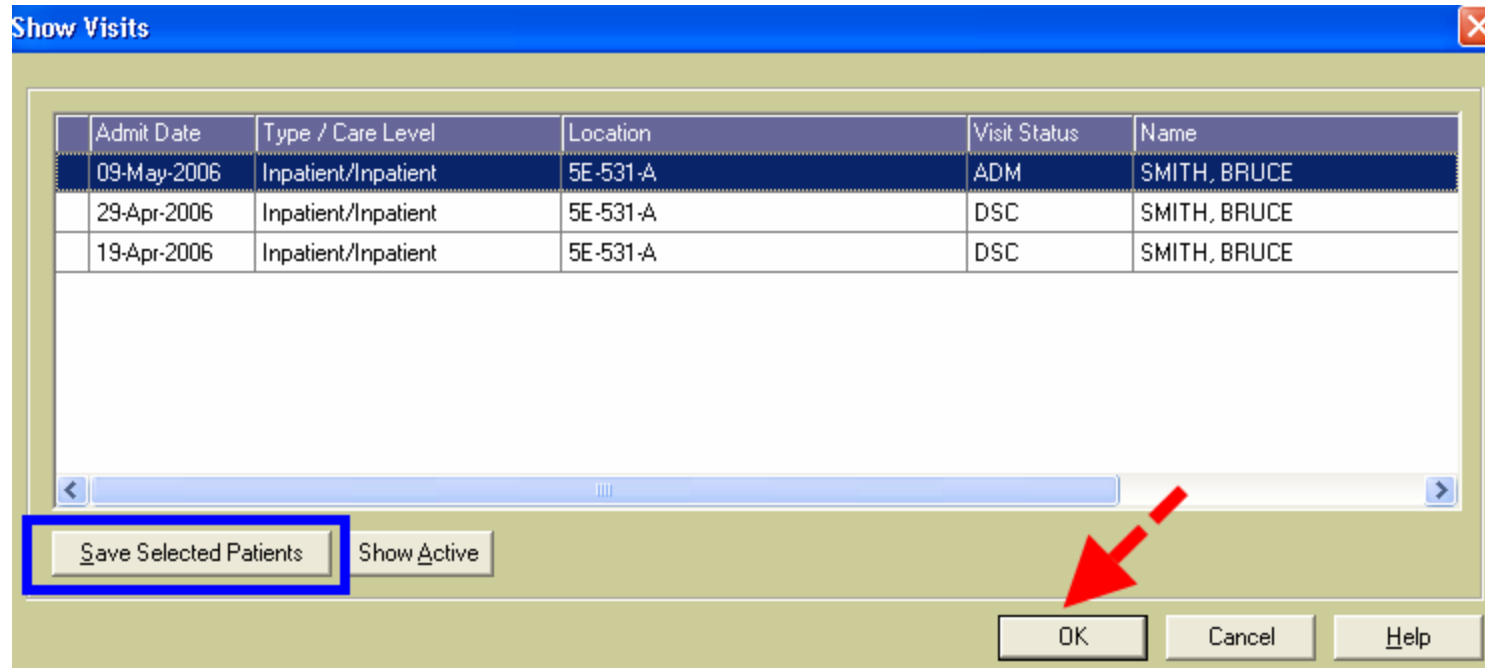 Show Visits
Admit Date Type / Care Level Location Visit Status Name
09-May-2006 Inpatient/Inpatient 5E-531-A ADM SMITH, BRUCE
29-Apr-2006 Inpatient/Inpatient 5E-531-A DSC SMITH, BRUCE
19-Apr-2006 Inpatient/Inpatient 5E-531-A DSC SMITH, BRUCE
Save Selected Patients Show Active
OK Cancel Help